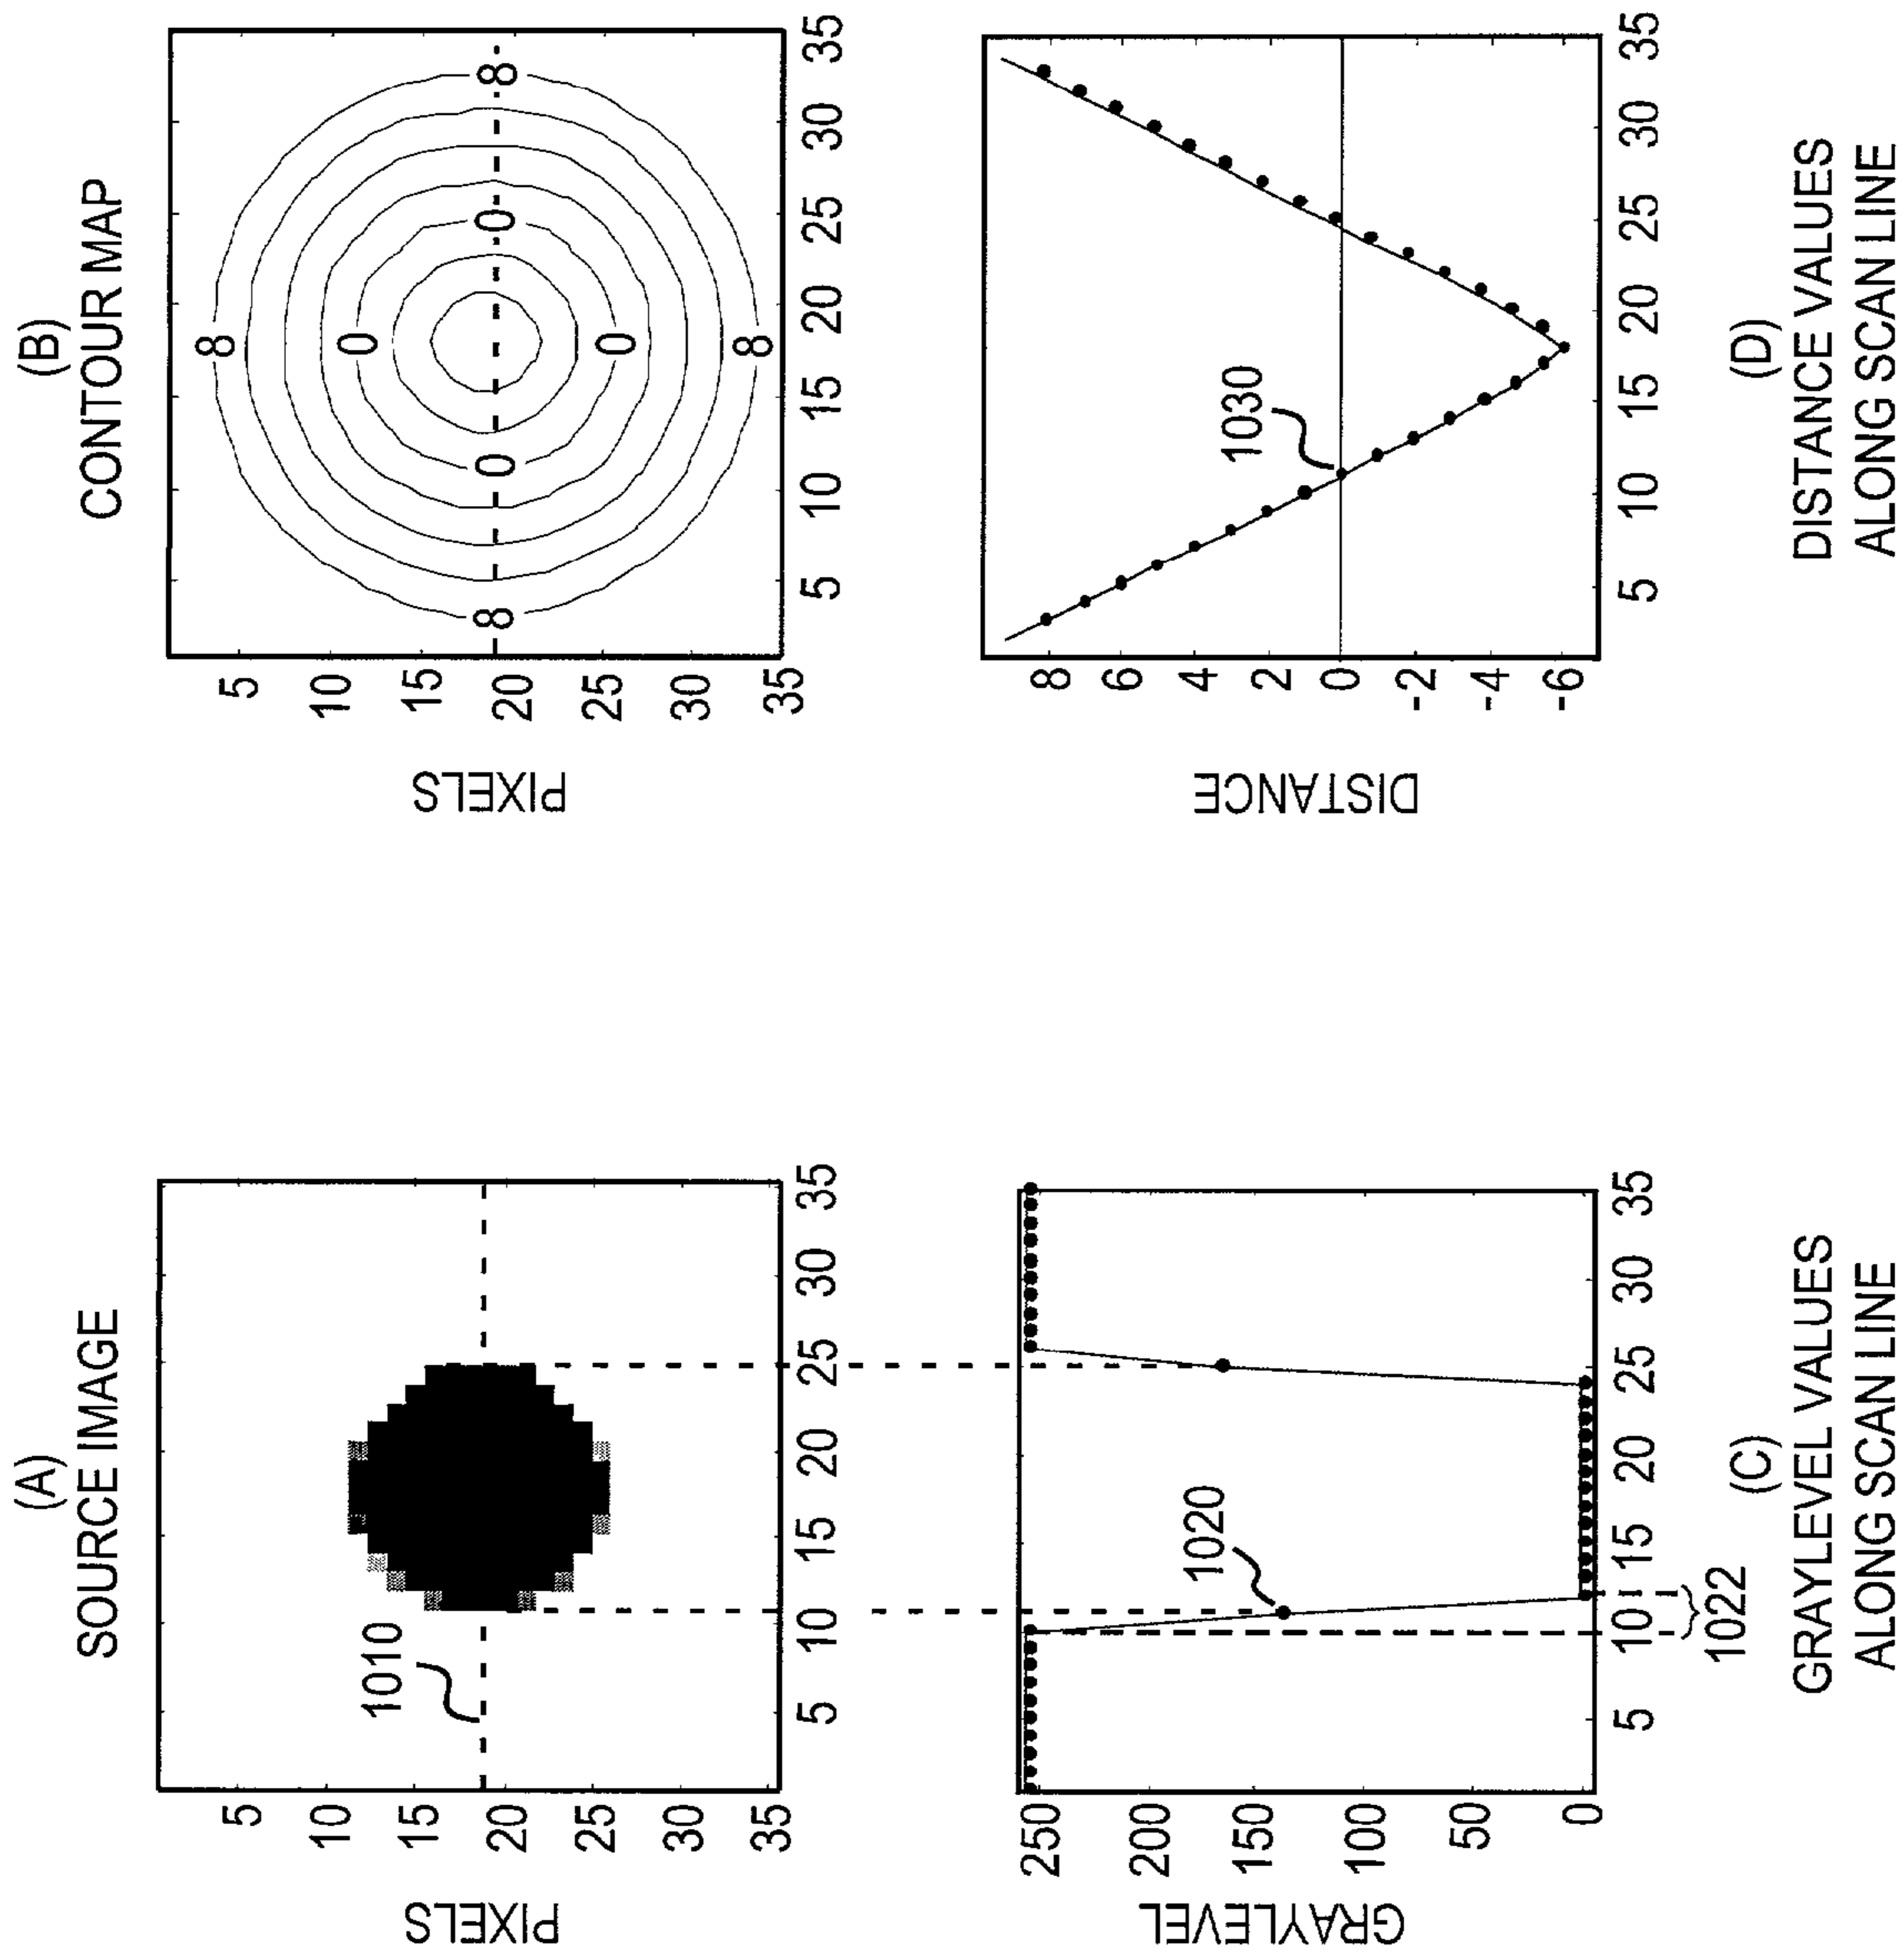 (A)
SOURCE IMAGE
PIXELS
5
10
15
20
25
30
35
1010
5 10 15 20 25 30 35
(B)
CONTOUR MAP
PIXELS
5
10
15
20
25
30
35
8
8
8
8
0
0
0
0
5 10 15 20 25 30 35
GRAYLEVEL
250
200
150
100
50
0
1020
5 10 15 20 25 30 35
1022
(C)
GRAYLEVEL VALUES
ALONG SCAN LINE
DISTANCE
8
6
4
2
0
-2
-4
-6
1030
5 10 15 20 25 30 35
(D)
DISTANCE VALUES
ALONG SCAN LINE